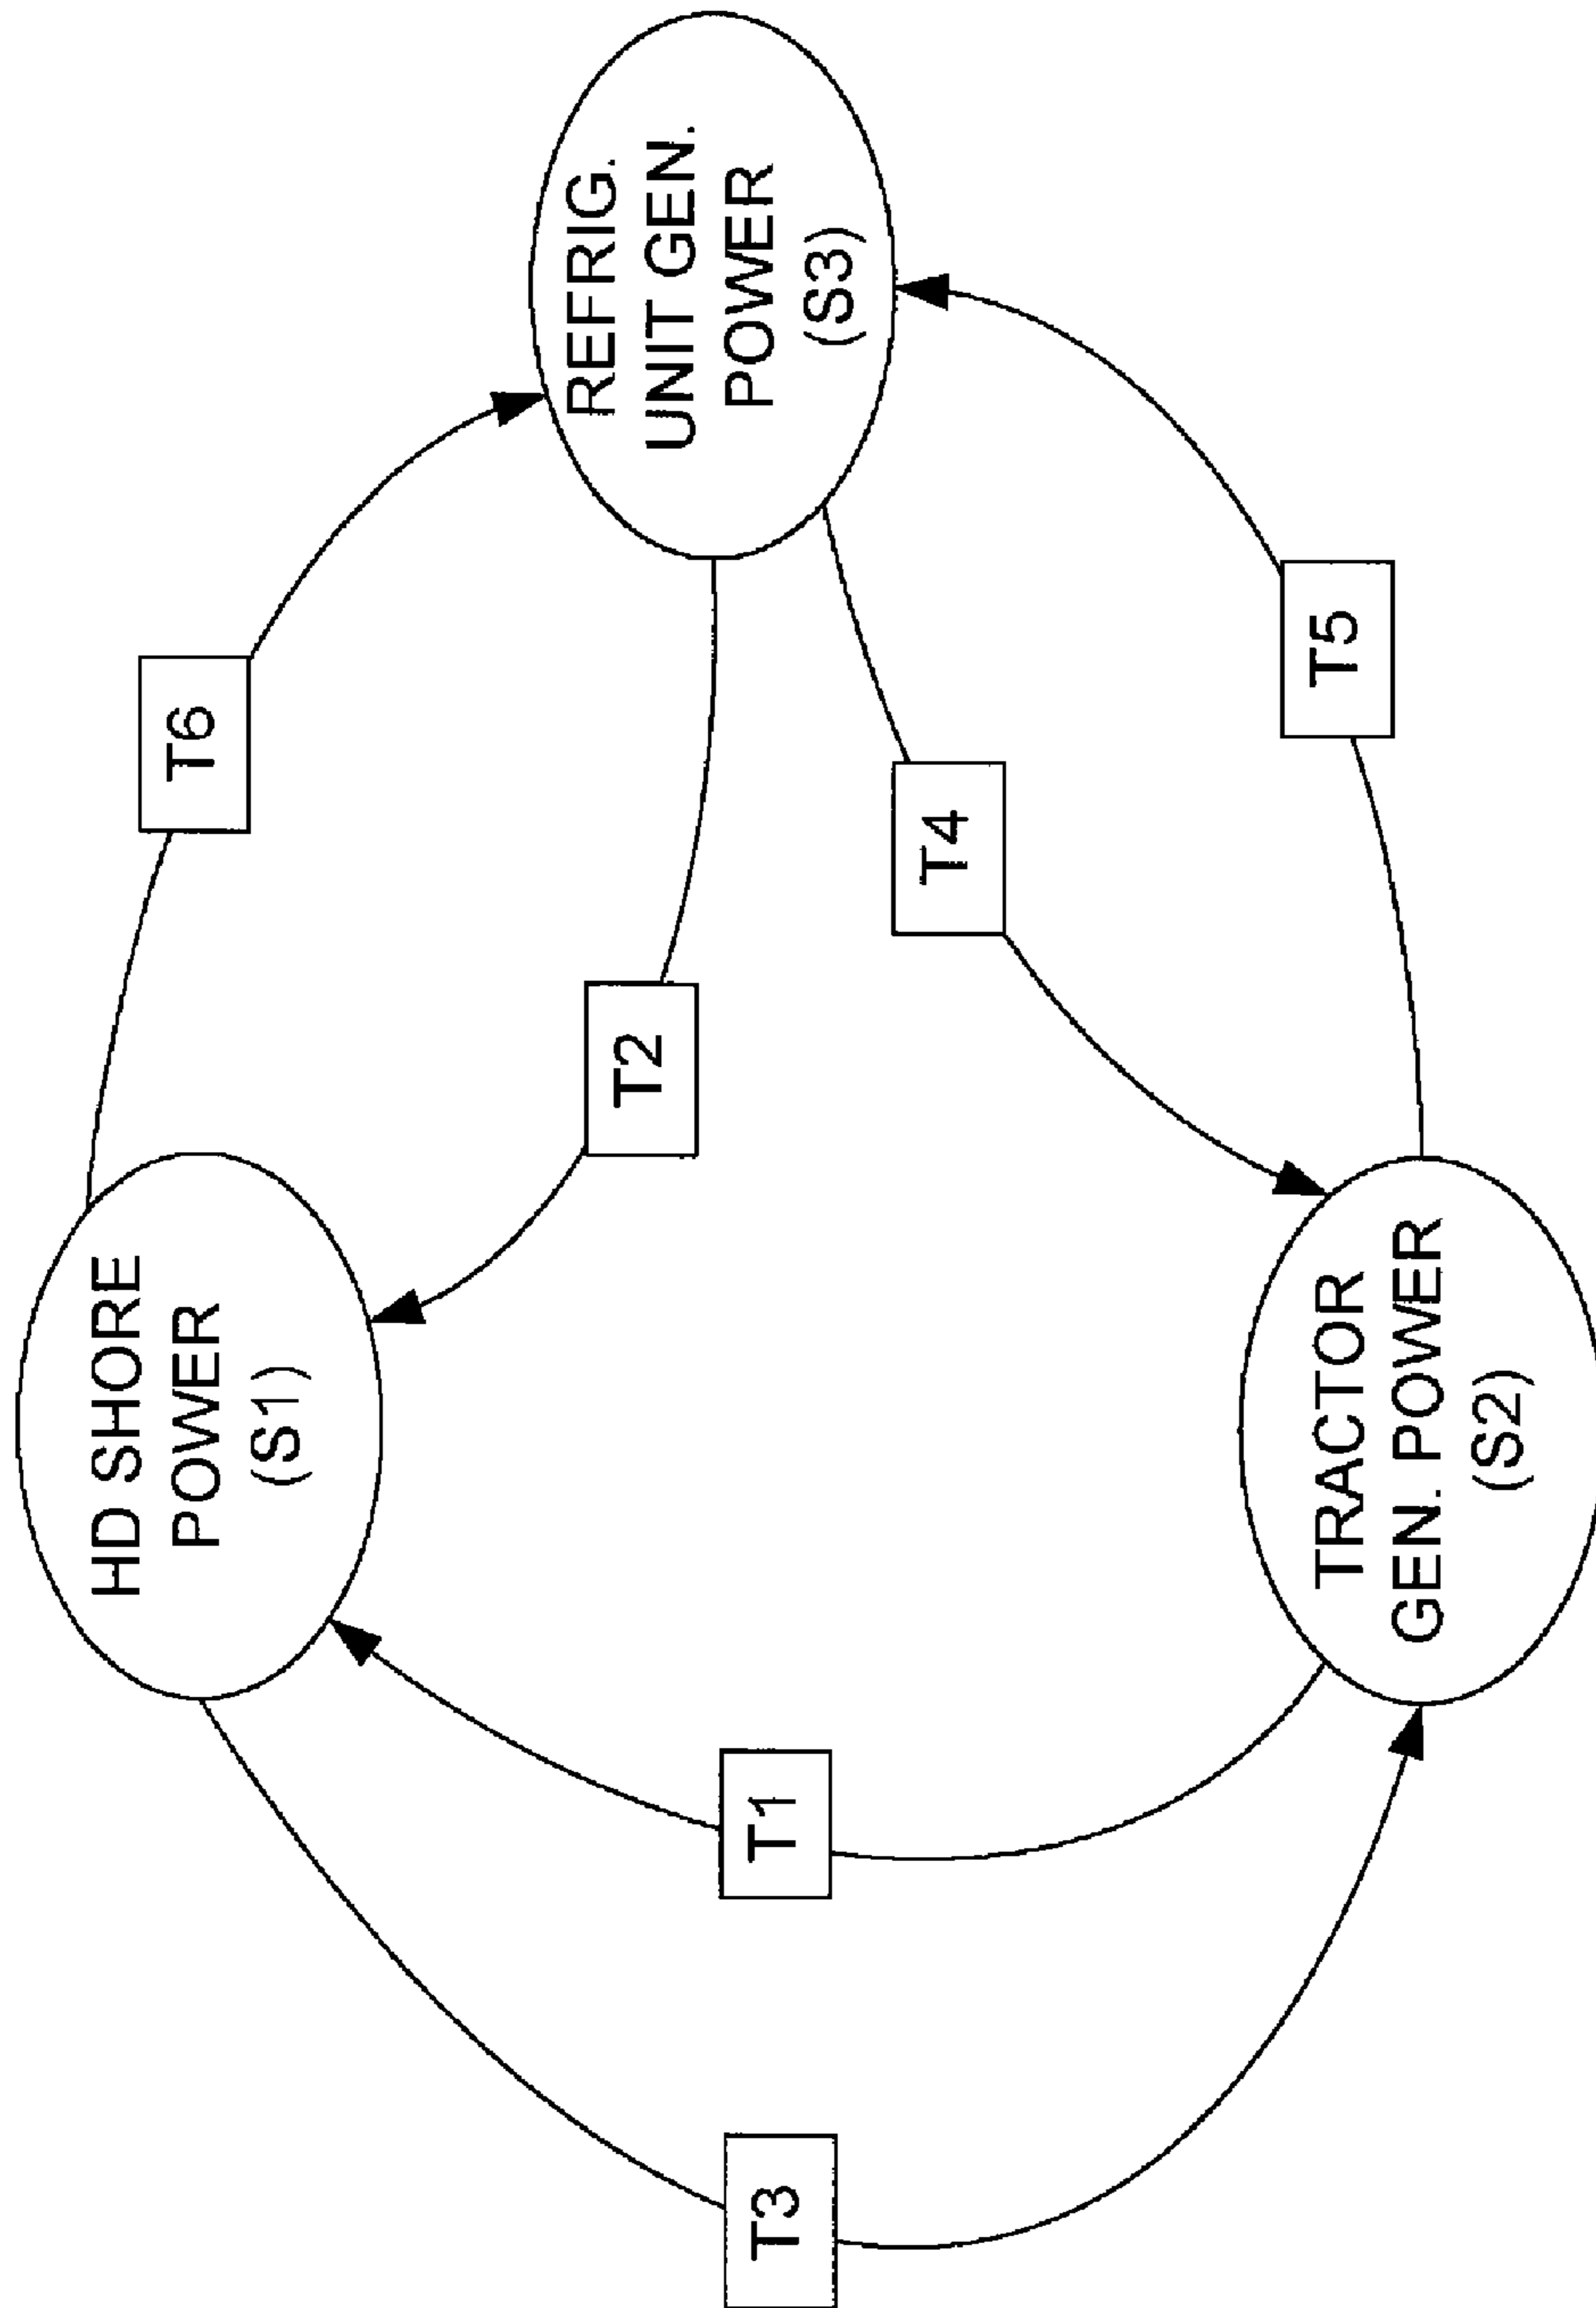 HD SHORE
POWER
(S1)
T6
REFRIG.
UNIT GEN.
POWER
(S3)
T2
T3
T1
T4
TRACTOR
GEN. POWER
(S2)
T5